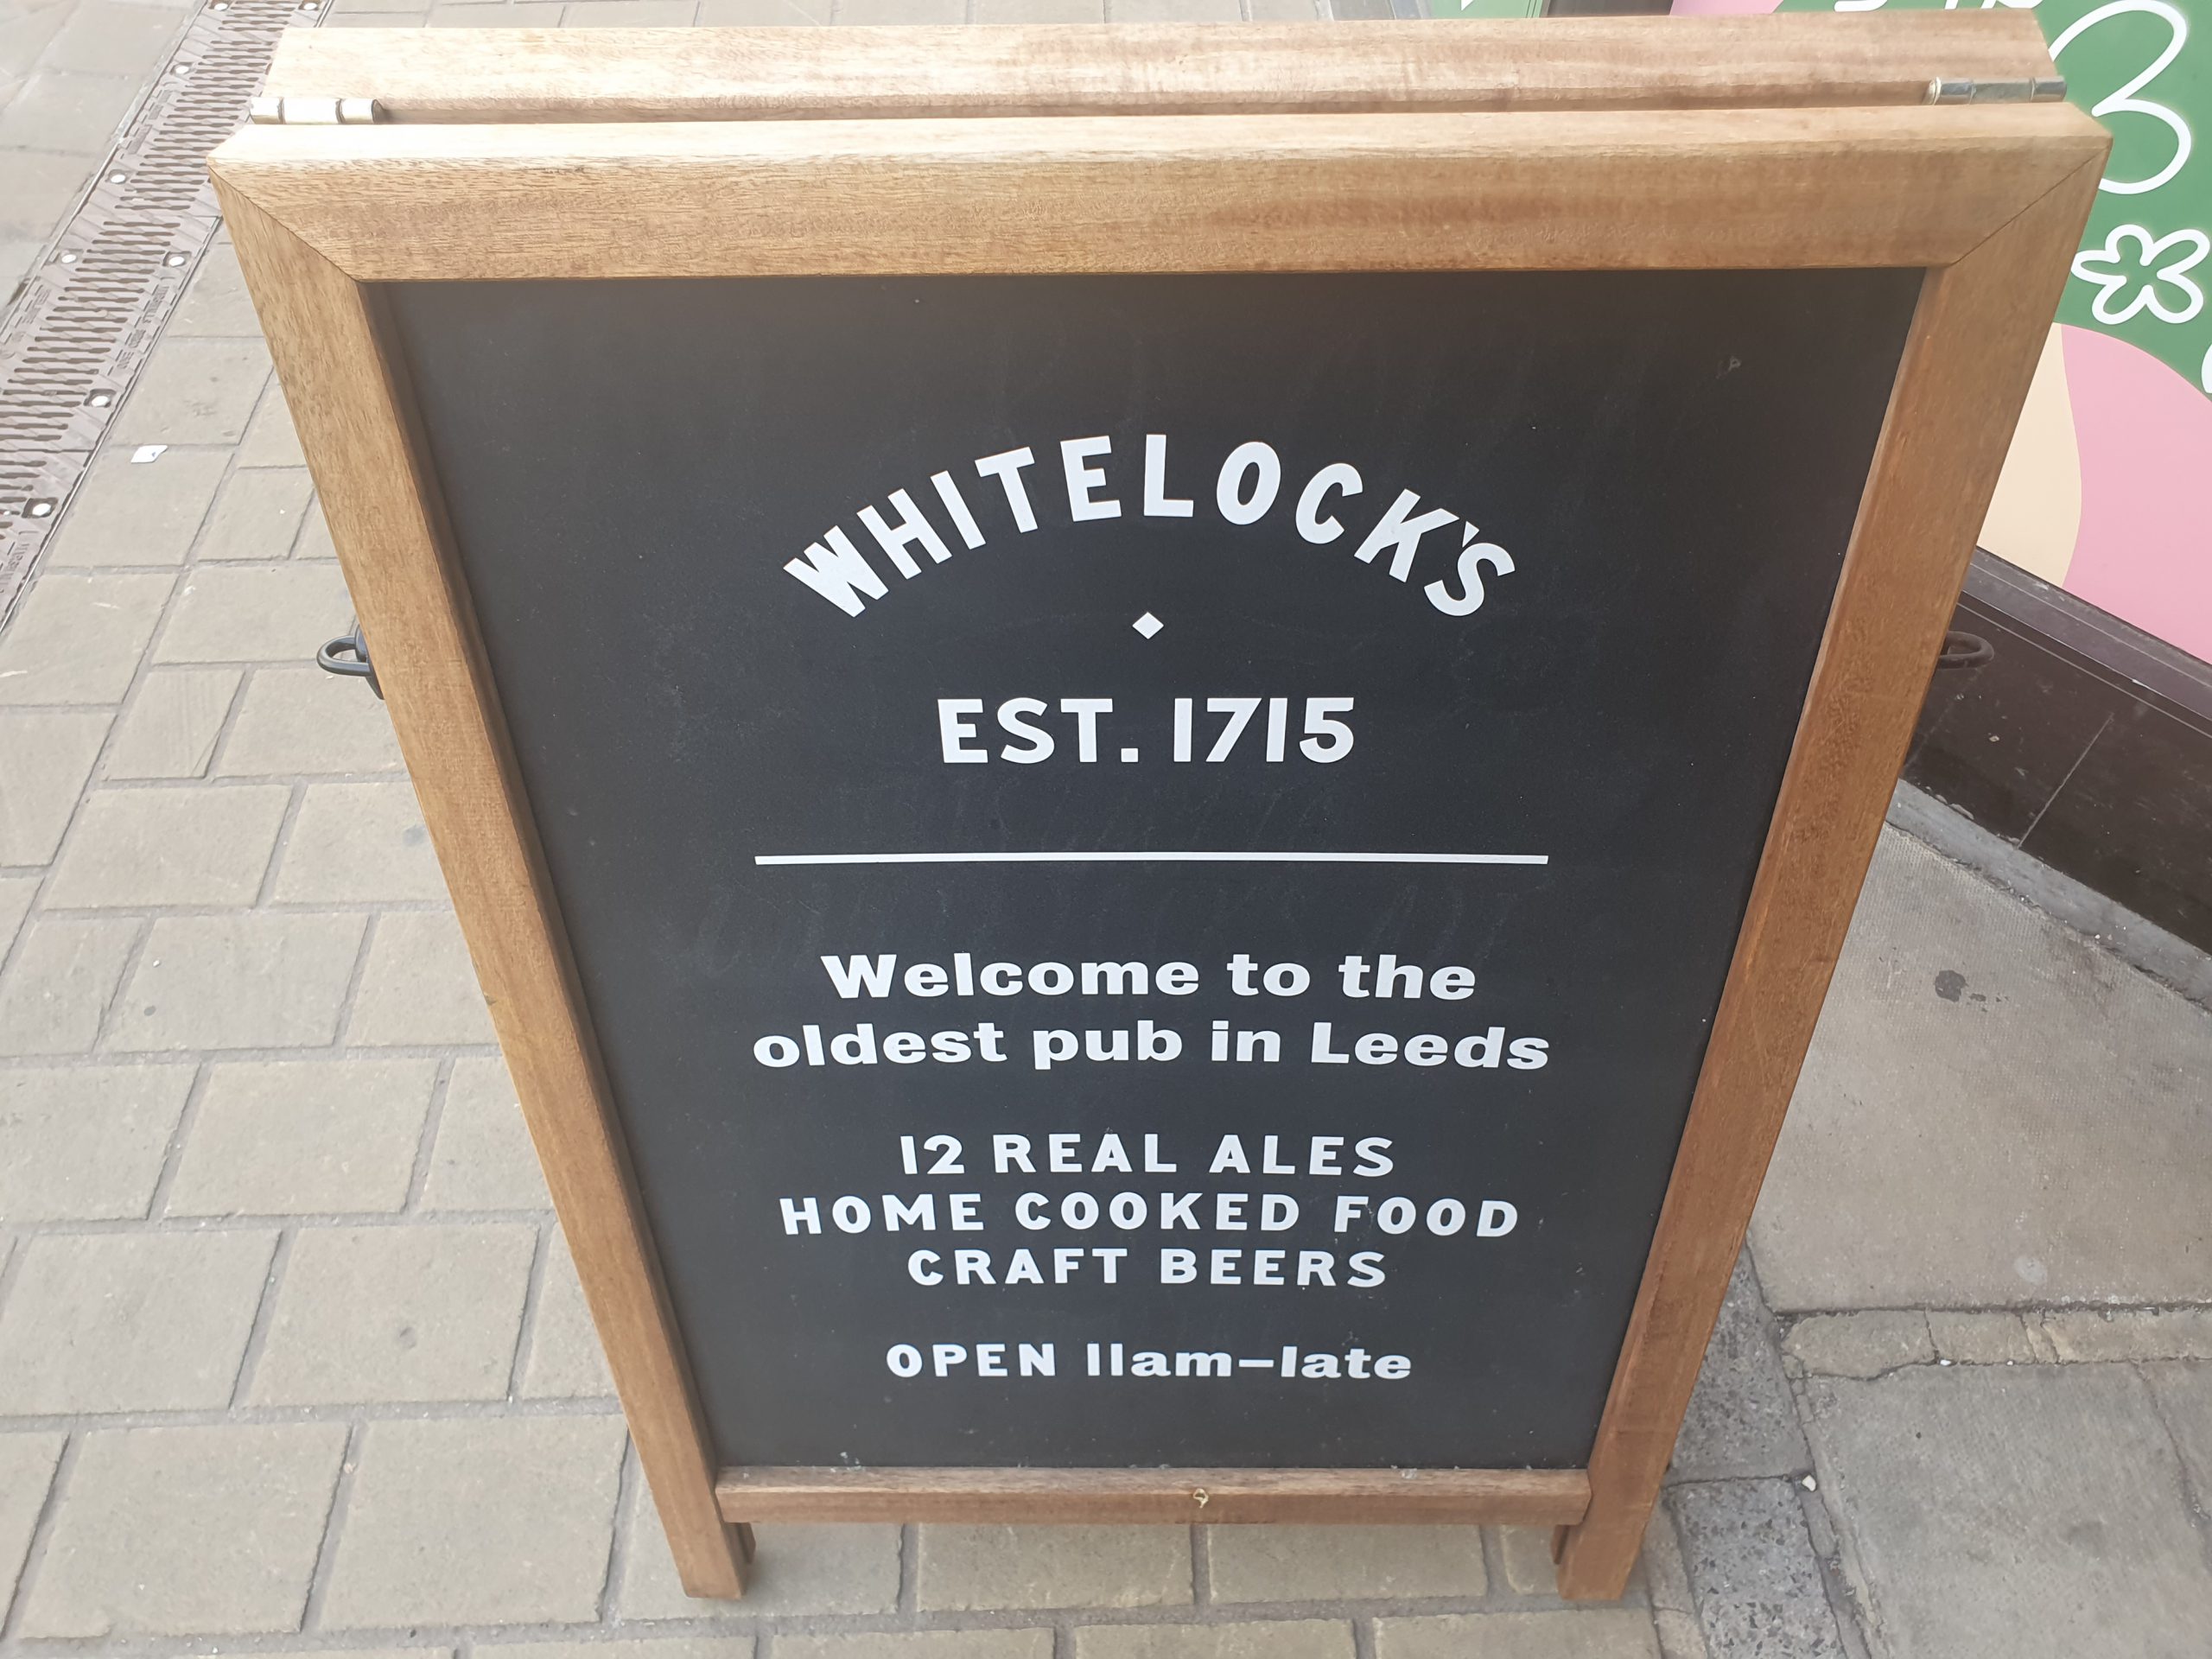 WHITELOCK'S
EST. 1715
Welcome to the
oldest pub in Leeds
12 REAL ALES
HOME COOKED FOOD
CRAFT BEERS
OPEN 11am–late